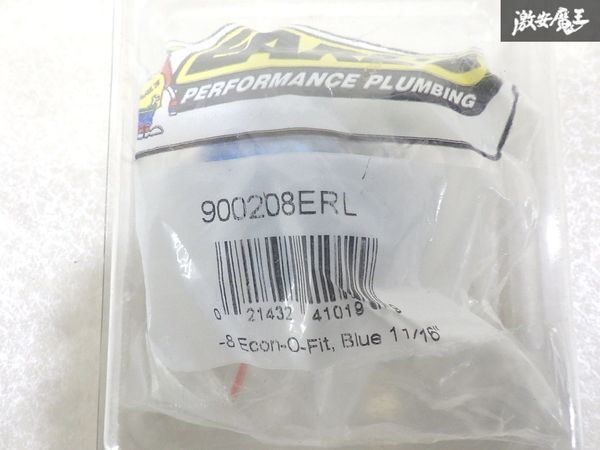 激安魔王
PERFORMANCE PLUMBING
900208ERL
0 21432 41019
-8 Econ-O-Fit, Blue 11/16"